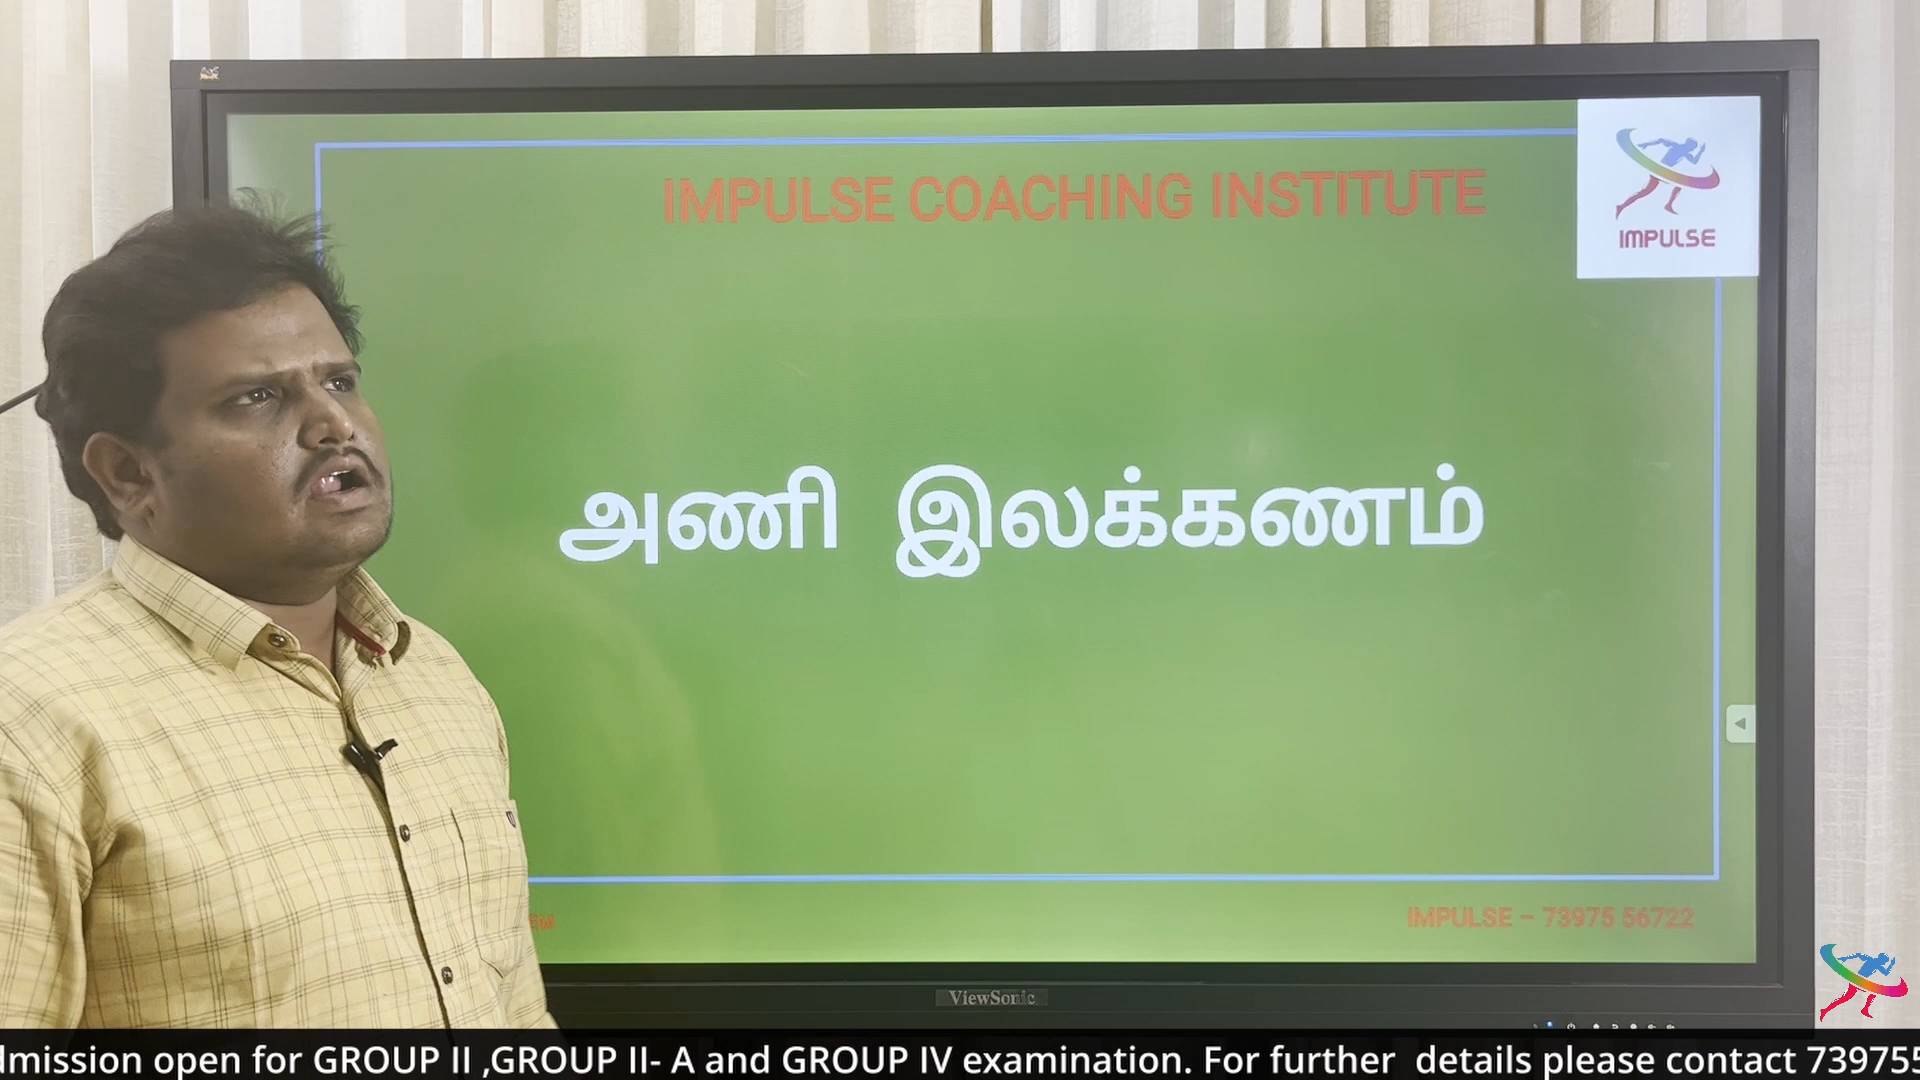 IMPULSE COACHING INSTITUTE
IMPULSE
அணி இலக்கணம்
IMPULSE – 73975 56722
ViewSonic
dmission open for GROUP II ,GROUP II- A and GROUP IV examination. For further details please contact 739755